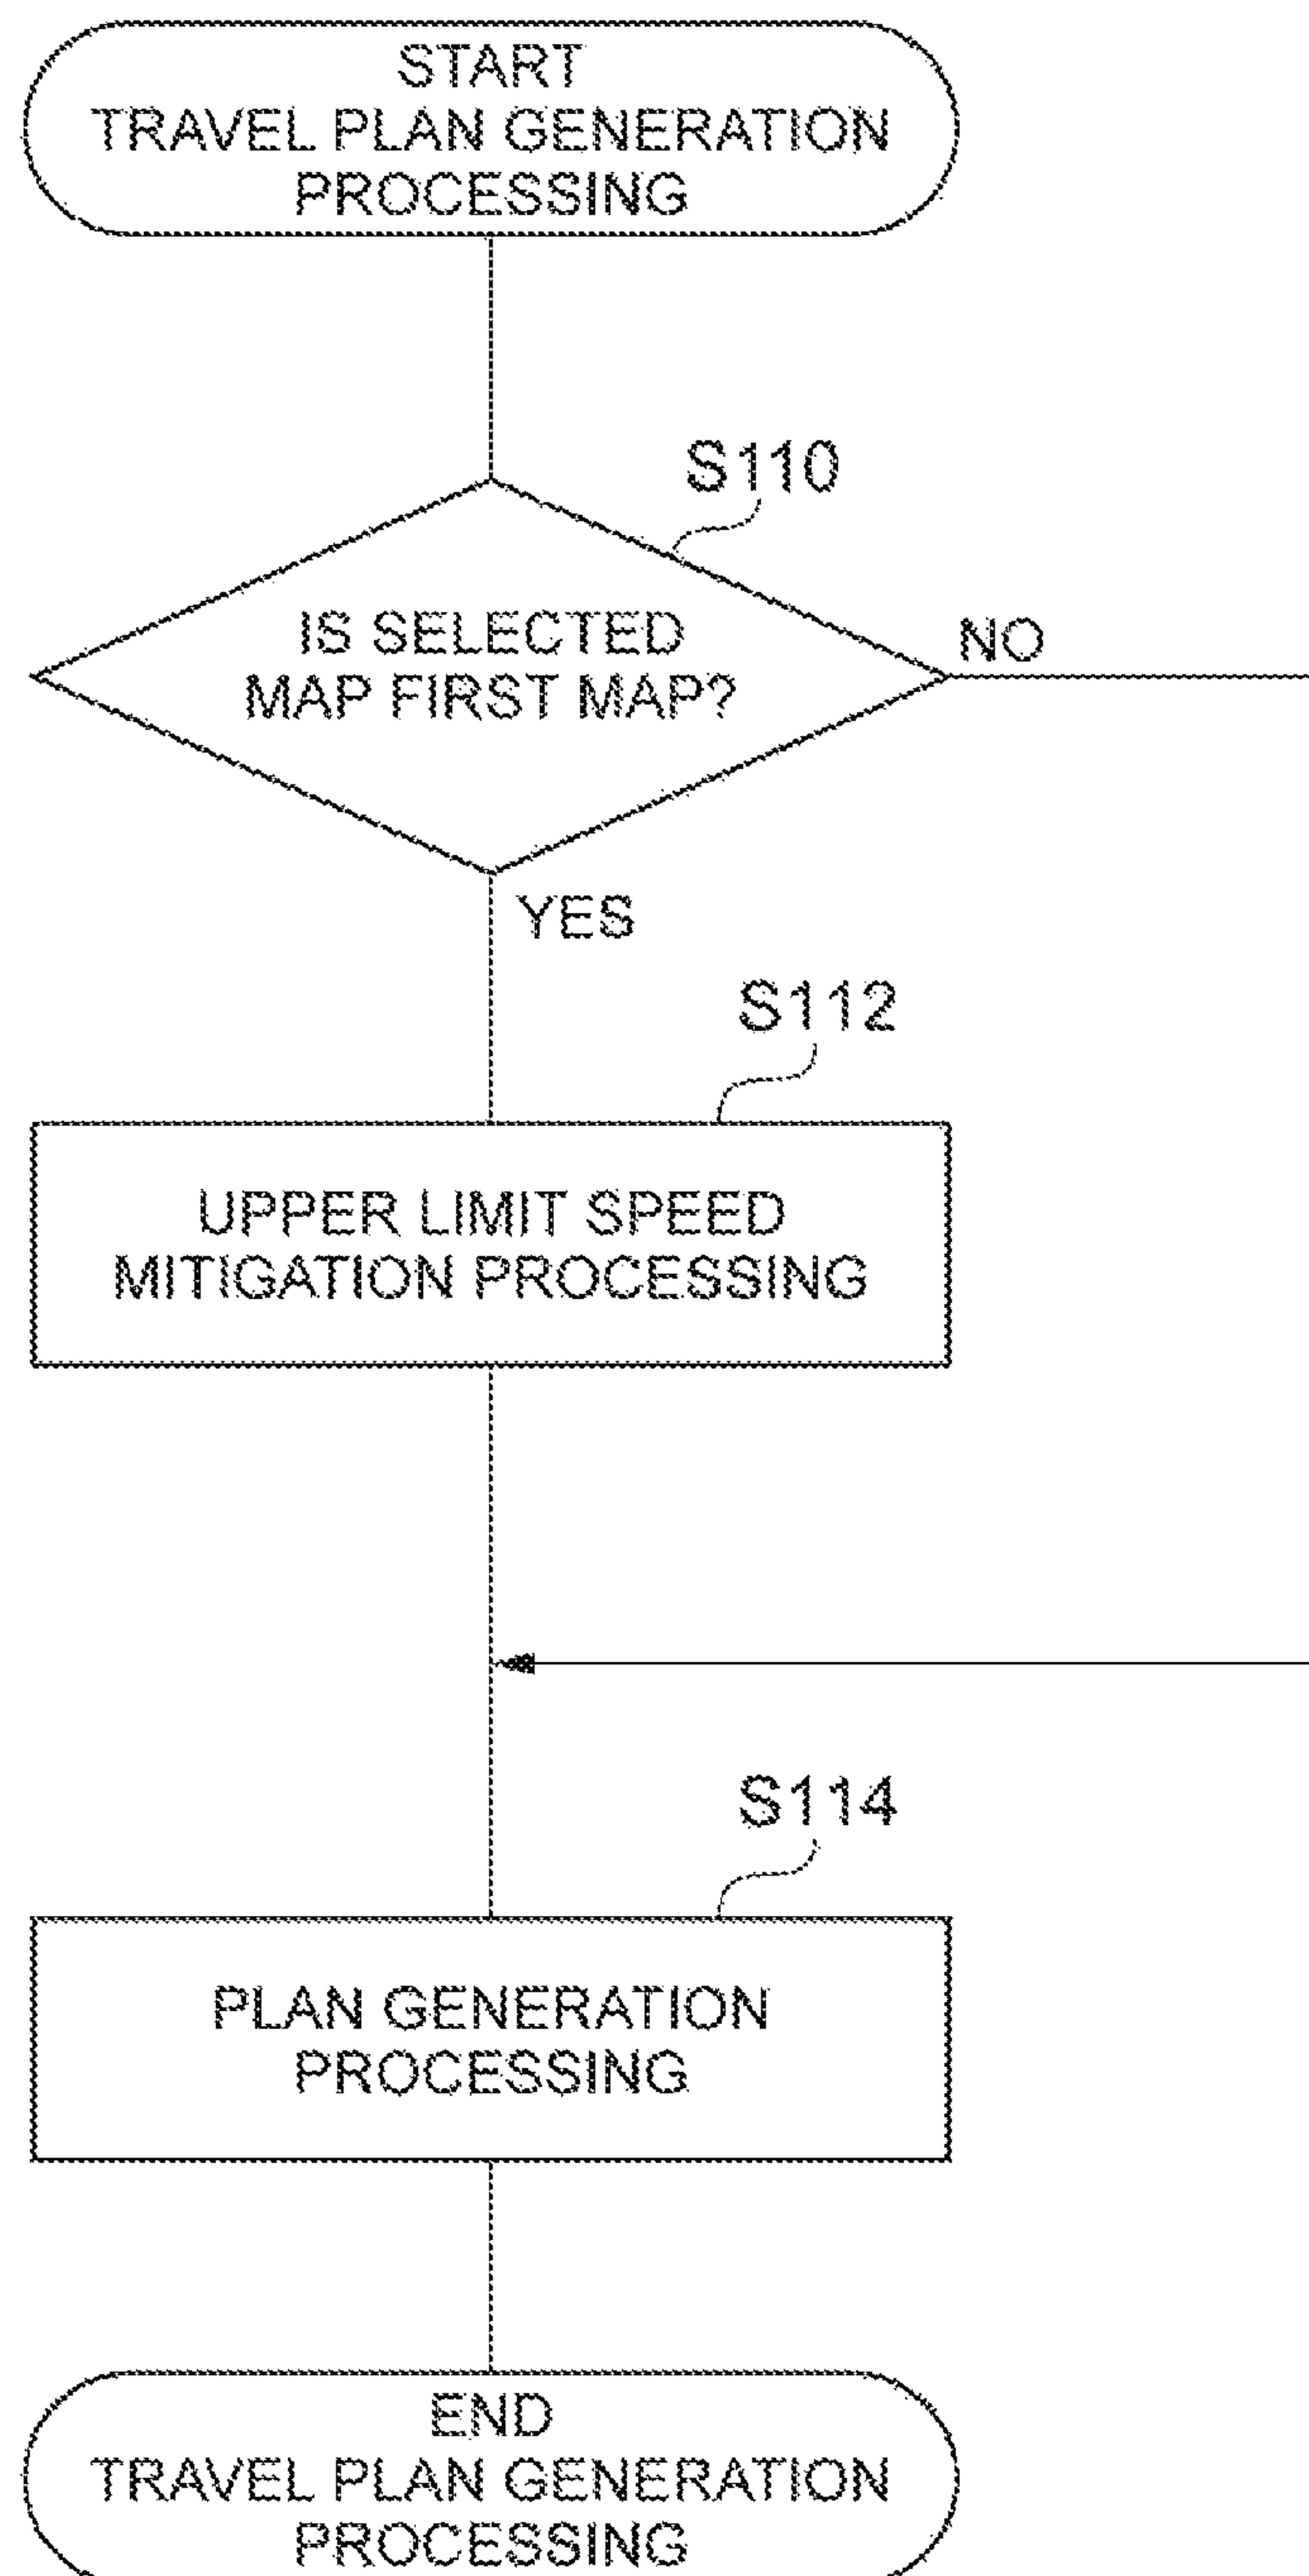 START
TRAVEL PLAN GENERATION
PROCESSING
S110
IS SELECTED
MAP FIRST MAP?
NO
YES
S112
UPPER LIMIT SPEED
MITIGATION PROCESSING
S114
PLAN GENERATION
PROCESSING
END
TRAVEL PLAN GENERATION
PROCESSING